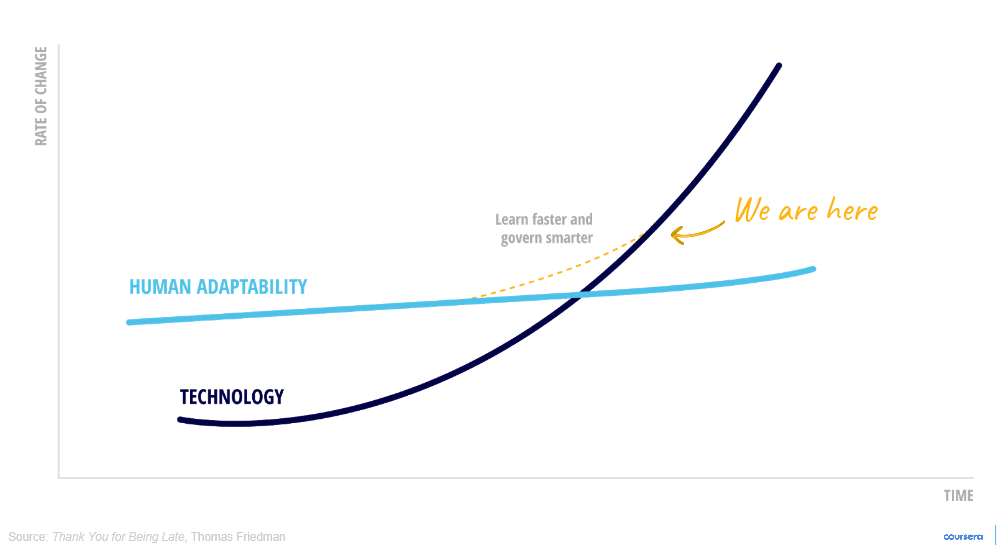 RATE OF CHANGE
We are here
Learn faster and
govern smarter
HUMAN ADAPTABILITY
TECHNOLOGY
TIME
Source: Thank You for Being Late, Thomas Friedman
coursera